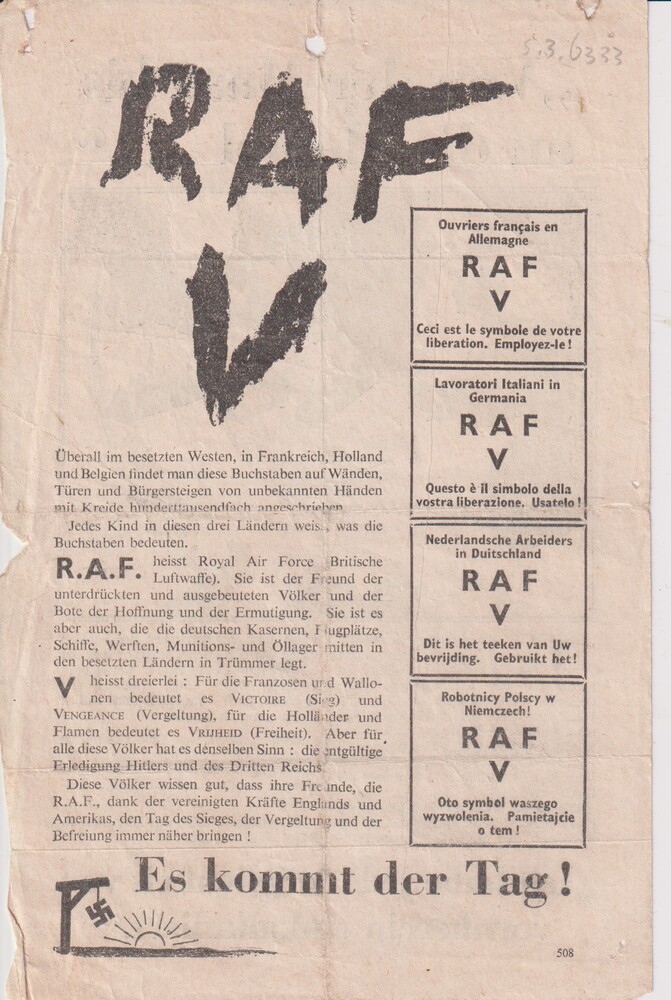 5.3.6333
RAF
V
Überall im besetzten Westen, in Frankreich, Holland
und Belgien findet man diese Buchstaben auf Wänden,
Türen und Bürgersteigen von unbekannten Händen
mit Kreide hunderttausendfach angeschrieben
Jedes Kind in diesen drei Ländern weis , was die
Buchstaben bedeuten.
R.A.F. heisst Royal Air Force Britische
Luftwaffe). Sie ist der Freund der
unterdrückten und ausgebeuteten Völker und der
Bote der Hoffnung und der Ermutigung. Sie ist es
aber auch, die die deutschen Kasernen, Flugplätze,
Schiffe, Werften, Munitions- und Öllager mitten in
den besetzten Ländern in Trümmer legt.
V heisst dreierlei : Für die Franzosen und Wallo-
nen bedeutet es VICTOIRE (Sieg) und
VENGEANCE (Vergeltung), für die Holländer und
Flamen bedeutet es VRIJHEID (Freiheit). Aber für
alle diese Völker hat es denselben Sinn : die entgültige
Erledigung Hitlers und des Dritten Reichs
Diese Völker wissen gut, dass ihre Freunde, die
R.A.F., dank der vereinigten Kräfte Englands und
Amerikas, den Tag des Sieges, der Vergeltung und der
Befreiung immer näher bringen !
Ouvriers français en
Allemagne
RAF
V
Ceci est le symbole de votre
liberation. Employez-le !
Lavoratori Italiani in
Germania
RAF
V
Questo è il simbolo della
vostra liberazione. Usatelo !
Nederlandsche Arbeiders
in Duitschland
RAF
V
Dit is het teeken van Uw
bevrijding. Gebruikt het!
Robotnicy Polscy w
Niemczech!
RAF
V
Oto symbol waszego
wyzwolenia. Pamietajcie
o tem !
Es kommt der Tag !
508